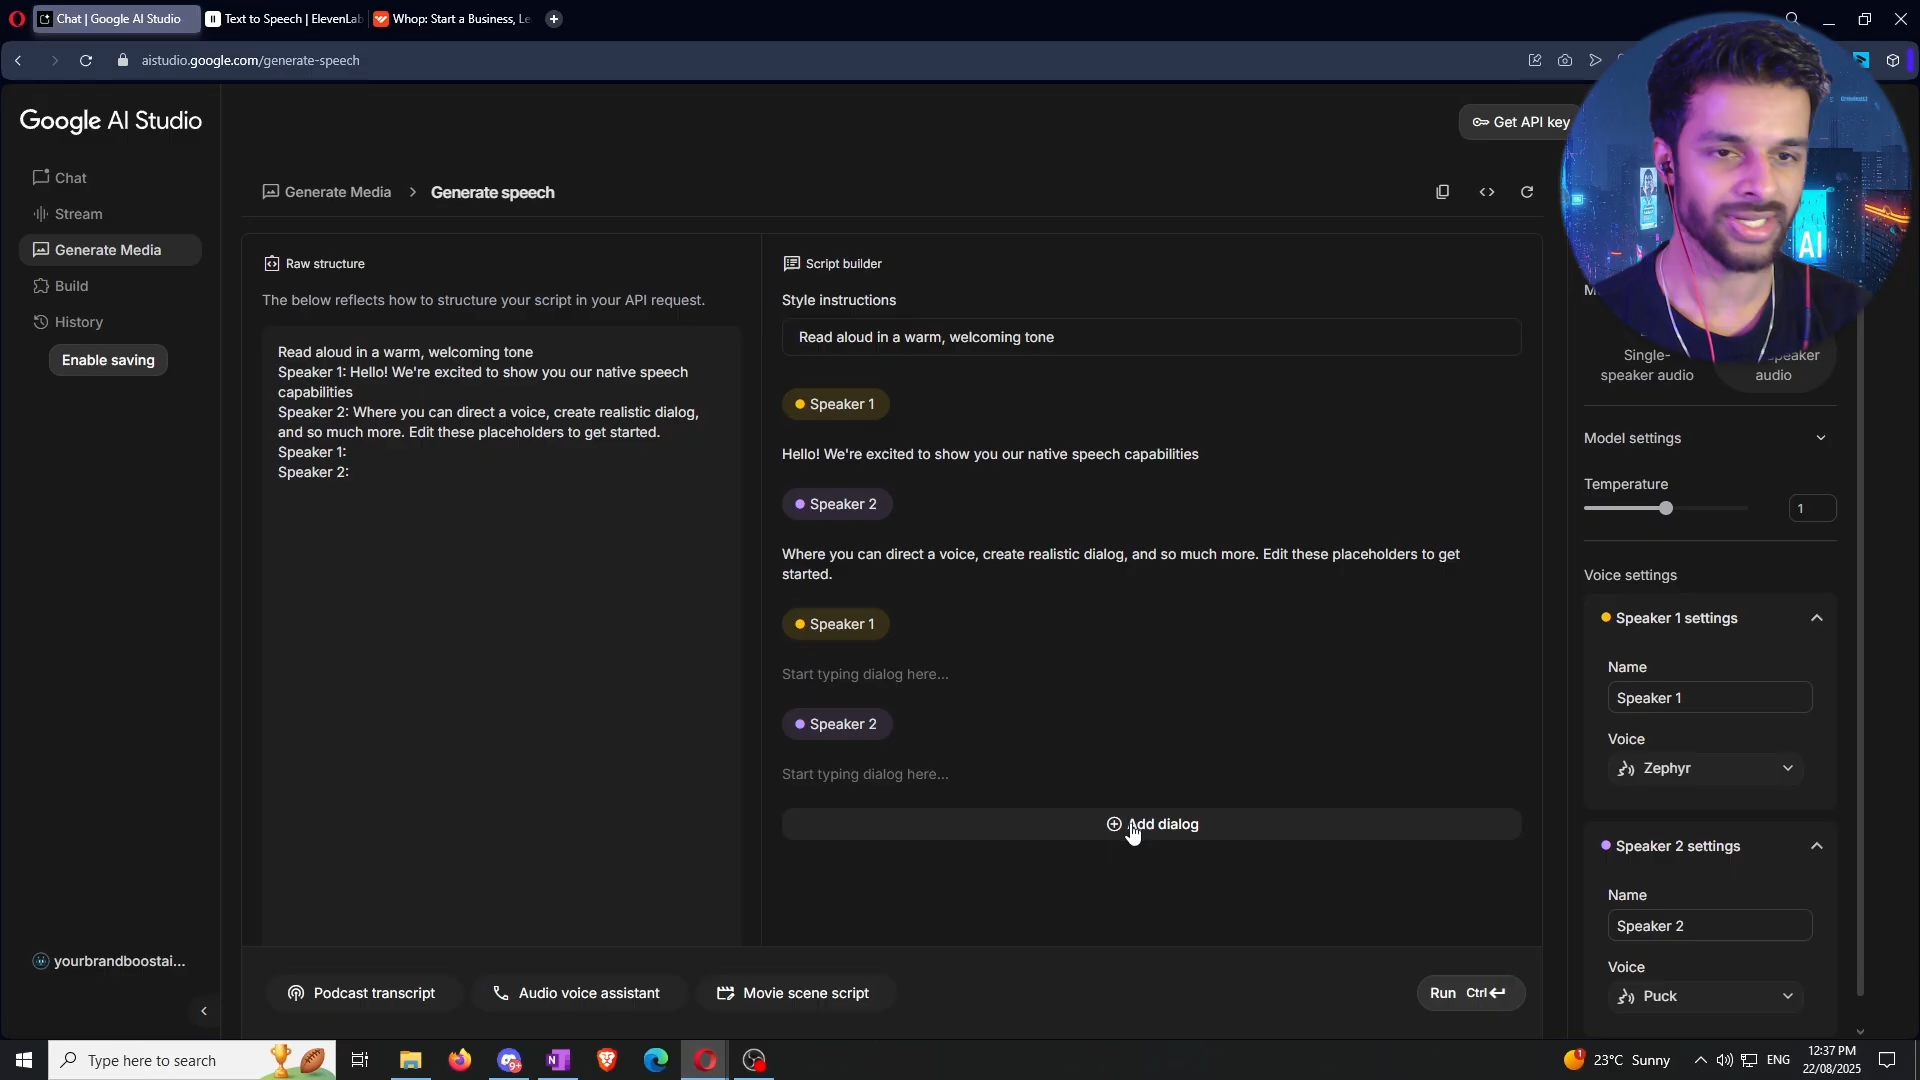 Chat | Google AI Studio
Text to Speech | ElevenLab
Whop: Start a Business, Le
aistudio.google.com/generate-speech
Google AI Studio
Get API key
Chat
Stream
Generate Media
Build
History
Enable saving
yourbrandboostai...
Generate Media > Generate speech
Raw structure
The below reflects how to structure your script in your API request.
Read aloud in a warm, welcoming tone
Speaker 1: Hello! We're excited to show you our native speech
capabilities
Speaker 2: Where you can direct a voice, create realistic dialog,
and so much more. Edit these placeholders to get started.
Speaker 1:
Speaker 2:
Script builder
Style instructions
Read aloud in a warm, welcoming tone
Speaker 1
Hello! We're excited to show you our native speech capabilities
Speaker 2
Where you can direct a voice, create realistic dialog, and so much more. Edit these placeholders to get
started.
Speaker 1
Start typing dialog here...
Speaker 2
Start typing dialog here...
Add dialog
Podcast transcript
Audio voice assistant
Movie scene script
Run Ctrl
AI
Single-
speaker audio
audio
Model settings
Temperature
1
Voice settings
Speaker 1 settings
Name
Speaker 1
Voice
Zephyr
Speaker 2 settings
Name
Speaker 2
Voice
Puck
Type here to search
9+
1
23°C Sunny
ENG
12:37 PM
22/08/2025